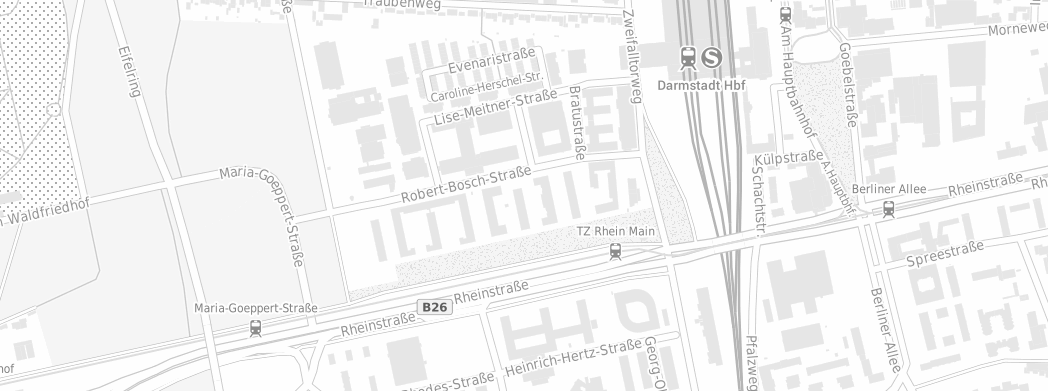 Traubenweg
Zweifalltorweg
Am Hauptbahnhof
Goebelstraße
Eifelring
Evenaristraße
S
Darmstadt Hbf
Caroline-Herschel-Str.
Lise-Meitner-Straße
Bratustraße
Külpstraße
Maria-Goeppert-Straße
Robert-Bosch-Straße
Schachtstr.
A.Hauptbhf
Berliner Allee
Rheinstraße
Waldfriedhof
TZ Rhein Main
Spreestraße
Maria-Goeppert-Straße
B26
Rheinstraße
Rheinstraße
Berliner-Allee
Heinrich-Hertz-Straße
Pfalzweg